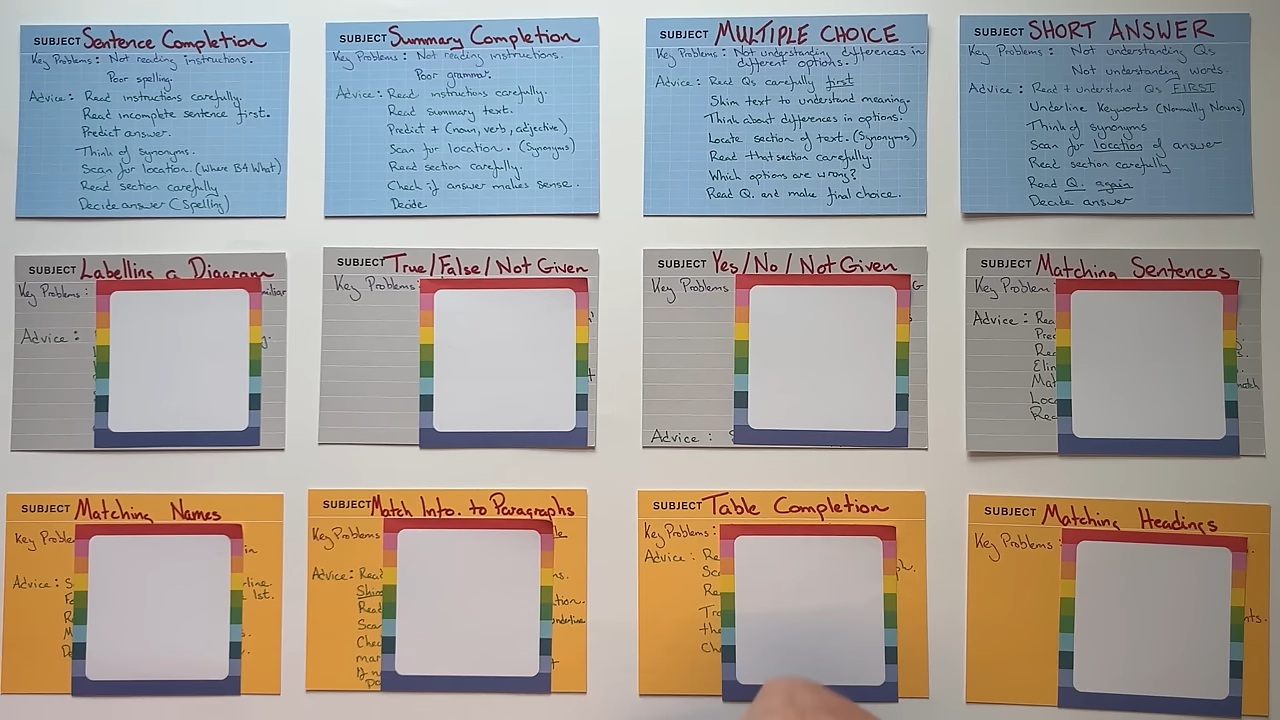 SUBJECT Sentence Completion
Key Problems: Not reading instructions.
Poor spelling.
Advice: Read instructions carefully.
Read incomplete sentence first.
Predict answer.
Think of synonyms.
Scan for location. (Where B4 What)
Read section carefully
Decide answer (Spelling)
SUBJECT Summary Completion
Key Problems: Not reading instructions.
Poor grammar.
Advice: Read instructions carefully.
Read summary text.
Predict + (noun, verb, adjective)
Scan for location. (Synonyms)
Read section carefully.
Check if answer makes sense.
Decide.
SUBJECT MULTIPLE CHOICE
Key Problems: Not understanding differences in
different options.
Advice: Read Qs carefully first
Skim text to understand meaning.
Think about differences in options.
Locate section of text. (Synonyms)
Read that section carefully
Which options are wrong?
Read Q. and make final choice.
SUBJECT SHORT ANSWER
Key Problems: Not understanding Qs
Not understanding words.
Advice: Read + understand Qs FIRST
Underline Keywords (Normally Nouns)
Think of synonyms
Scan for location of answer
Read section carefully
Read Q. again
Decide answer
SUBJECT Labelling a Diagram
Key Problems:
Advice:
SUBJECT True/False/Not Given
Key Problems:
SUBJECT Yes/No/Not Given
Key Problems
Advice:
SUBJECT Matching Sentences
Key Problem
Advice:
SUBJECT Matching Names
Key
Advice:
SUBJECT Match Info. to Paragraphs
Key Problems
Advice: Read
Skim
Read
SUBJECT Table Completion
Key Problems:
Advice:
SUBJECT Matching Headings
Key Problems: